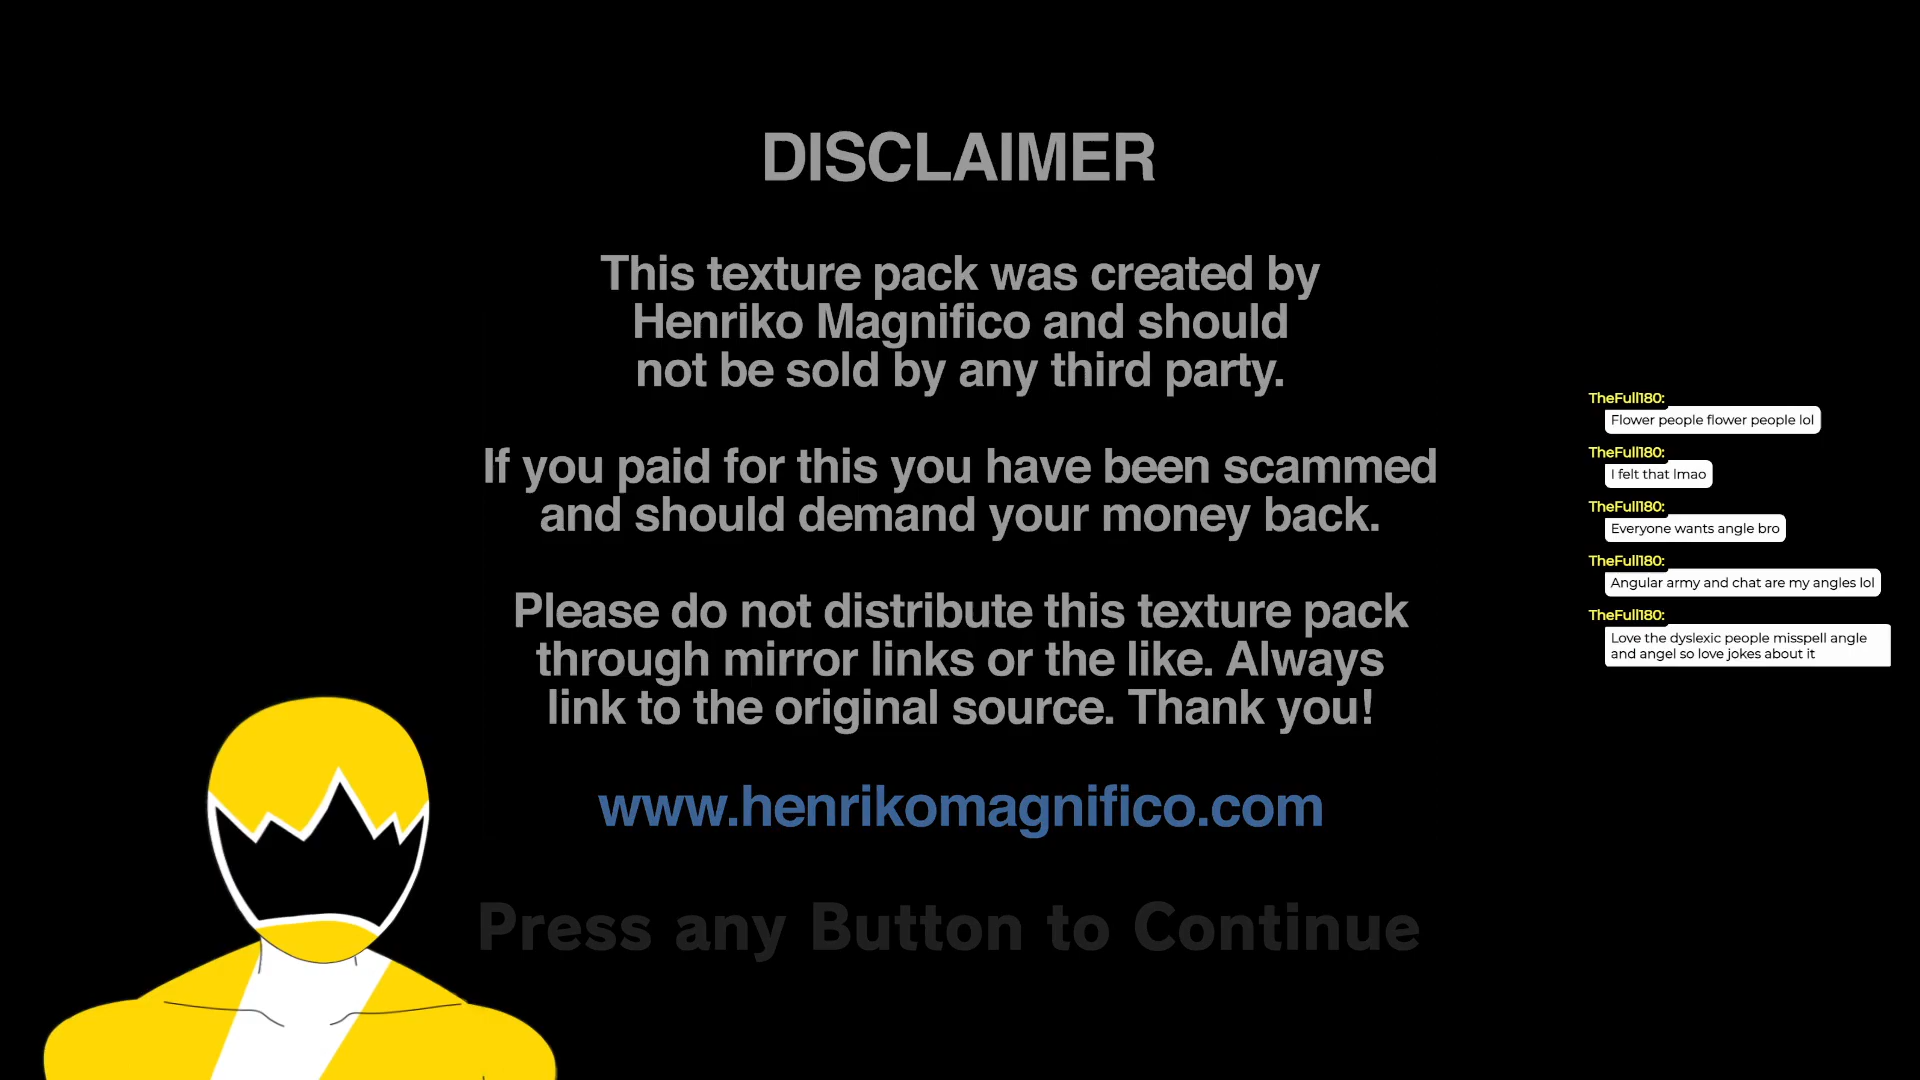 DISCLAIMER
This texture pack was created by
Henriko Magnifico and should
not be sold by any third party.
If you paid for this you have been scammed
and should demand your money back.
Please do not distribute this texture pack
through mirror links or the like. Always
link to the original source. Thank you!
www.henrikomagnifico.com
Press any Button to Continue
TheFull180:
Flower people flower people lol
TheFull180:
I felt that lmao
TheFull180:
Everyone wants angle bro
TheFull180:
Angular army and chat are my angles lol
TheFull180:
Love the dyslexic people misspell angle
and angel so love jokes about it